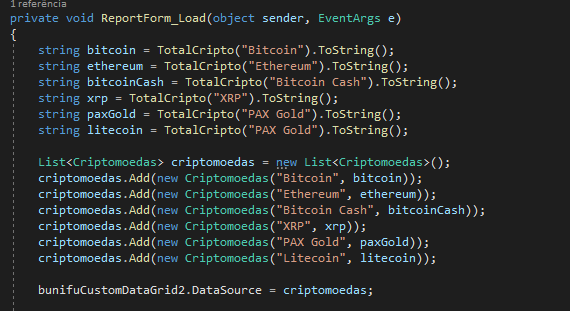 1 referência
private void ReportForm_Load(object sender, EventArgs e)
{
string bitcoin = TotalCripto("Bitcoin").ToString();
string ethereum = TotalCripto("Ethereum").ToString();
string bitcoinCash = TotalCripto("Bitcoin Cash").ToString();
string xrp = TotalCripto("XRP").ToString();
string paxGold = TotalCripto("PAX Gold").ToString();
string litecoin = TotalCripto("PAX Gold").ToString();

List<Criptomoedas> criptomoedas = new List<Criptomoedas>();
criptomoedas.Add(new Criptomoedas("Bitcoin", bitcoin));
criptomoedas.Add(new Criptomoedas("Ethereum", ethereum));
criptomoedas.Add(new Criptomoedas("Bitcoin Cash", bitcoinCash));
criptomoedas.Add(new Criptomoedas("XRP", xrp));
criptomoedas.Add(new Criptomoedas("PAX Gold", paxGold));
criptomoedas.Add(new Criptomoedas("Litecoin", litecoin));

bunifuCustomDataGrid2.DataSource = criptomoedas;